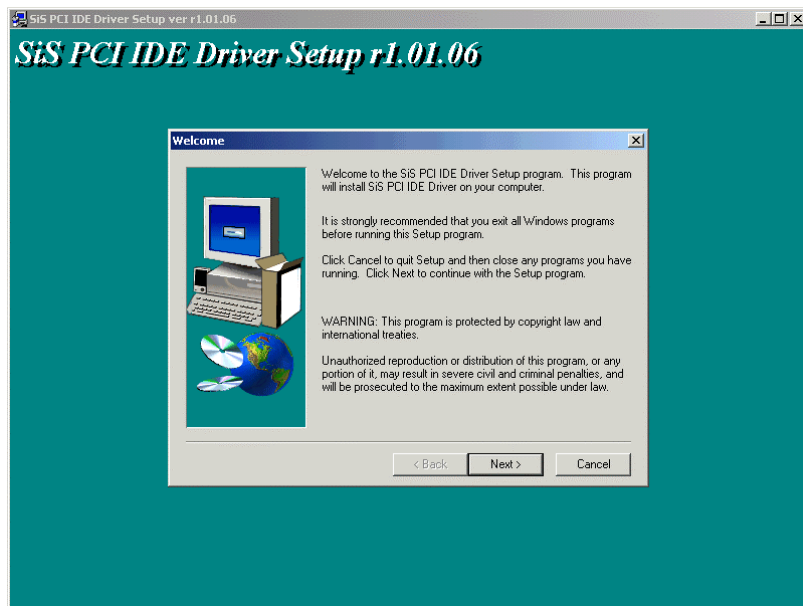 SiS PCI IDE Driver Setup ver r1.01.06
SiS PCI IDE Driver Setup r1.01.06
Welcome
Welcome to the SiS PCI IDE Driver Setup program. This program
will install SiS PCI IDE Driver on your computer.
It is strongly recommended that you exit all Windows programs
before running this Setup program.
Click Cancel to quit Setup and then close any programs you have
running. Click Next to continue with the Setup program.
WARNING: This program is protected by copyright law and
international treaties.
Unauthorized reproduction or distribution of this program, or any
portion of it, may result in severe civil and criminal penalties, and
will be prosecuted to the maximum extent possible under law.
< Back Next > Cancel